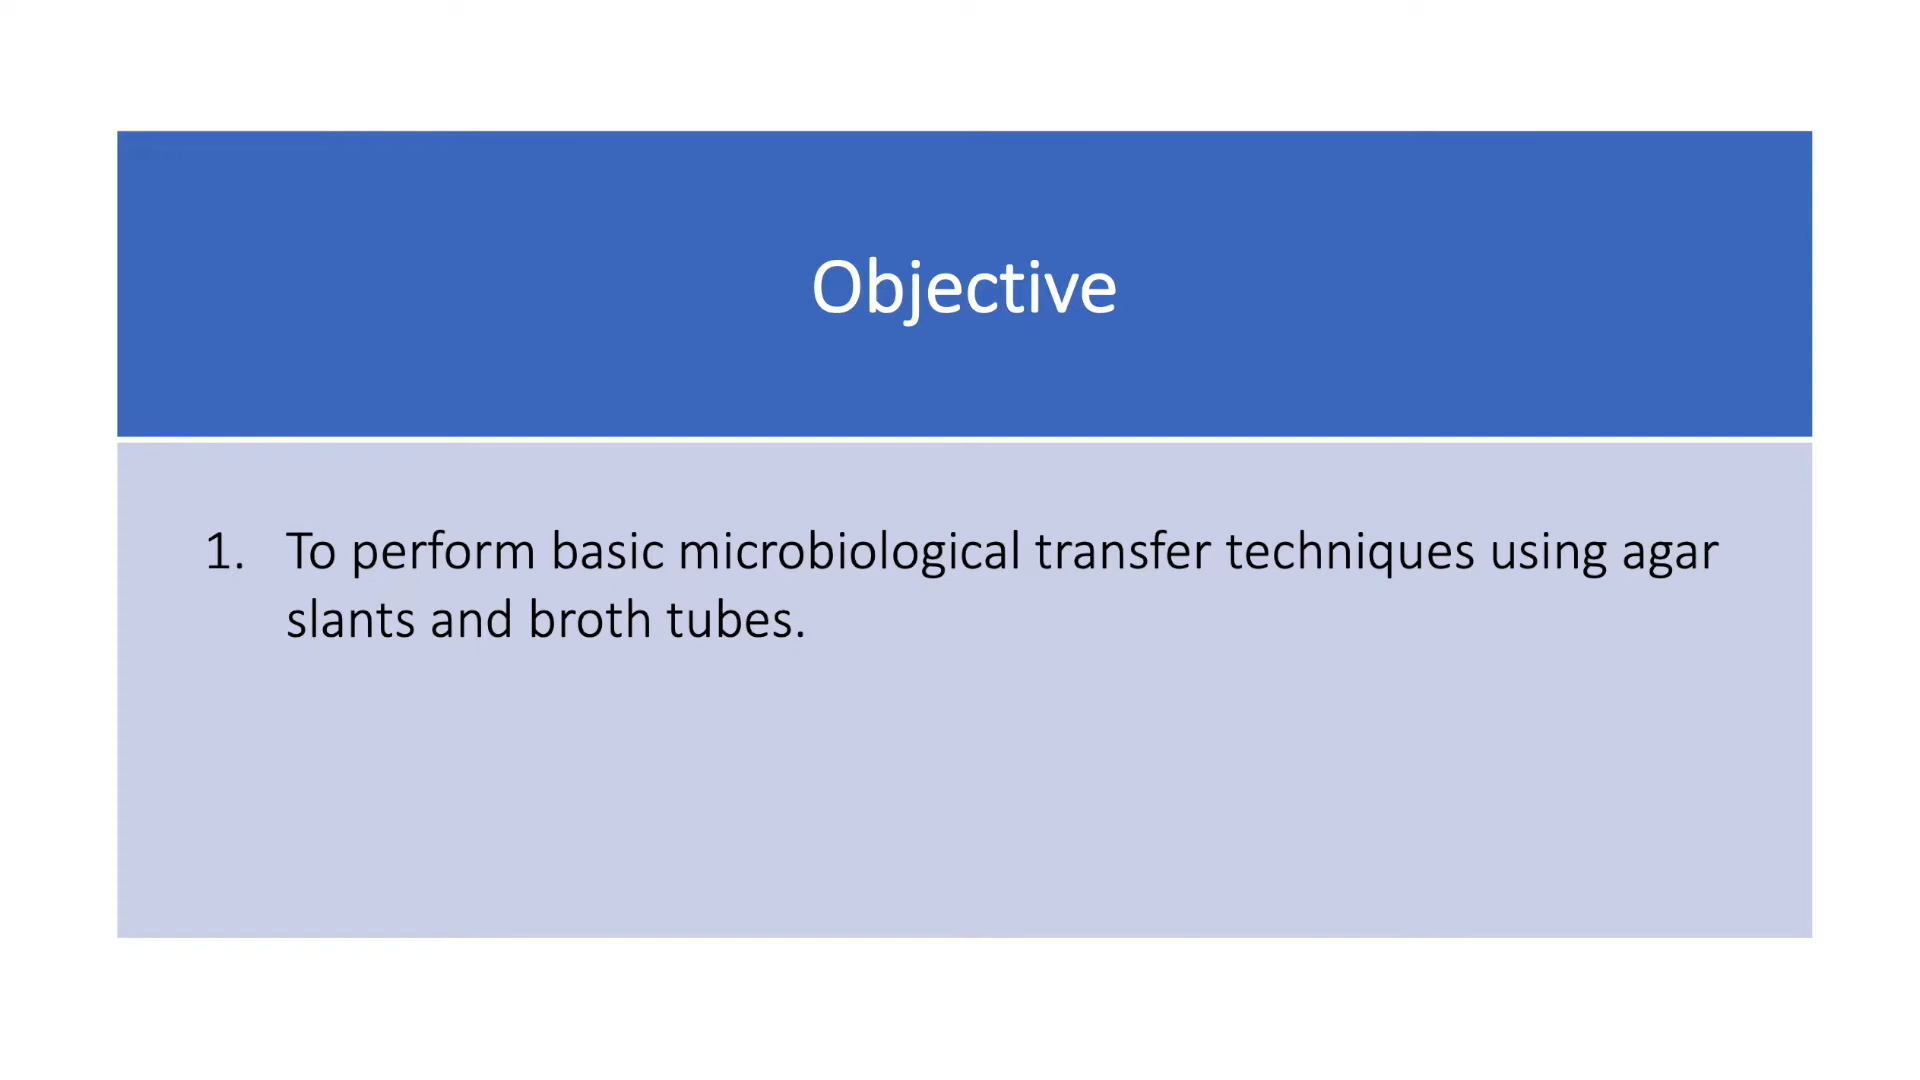 Objective
1. To perform basic microbiological transfer techniques using agar
slants and broth tubes.